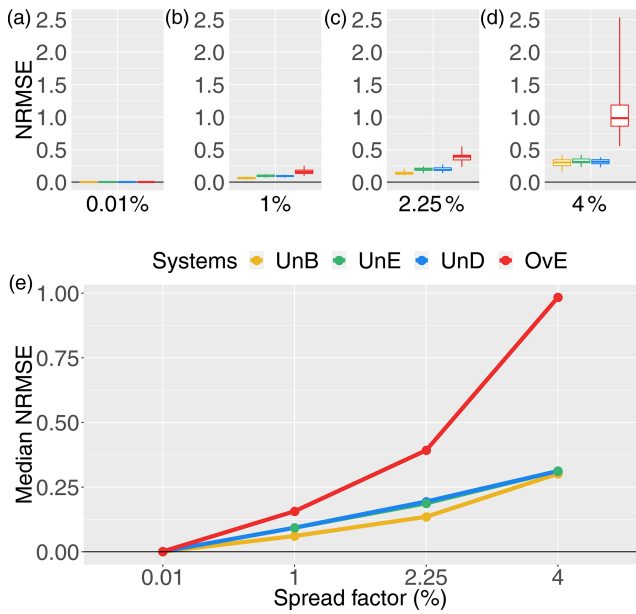 (a) (b) (c) (d)
2.5 2.5 2.5 2.5
2.0 2.0 2.0 2.0
1.5 1.5 1.5 1.5
1.0 1.0 1.0 1.0
0.5 0.5 0.5 0.5
0.0 0.0 0.0 0.0
NRMSE
0.01% 1% 2.25% 4%
Systems UnB UnE UnD OvE
(e)
1.00
0.75
0.50
0.25
0.00
Median NRMSE
0.01 1 2.25 4
Spread factor (%)